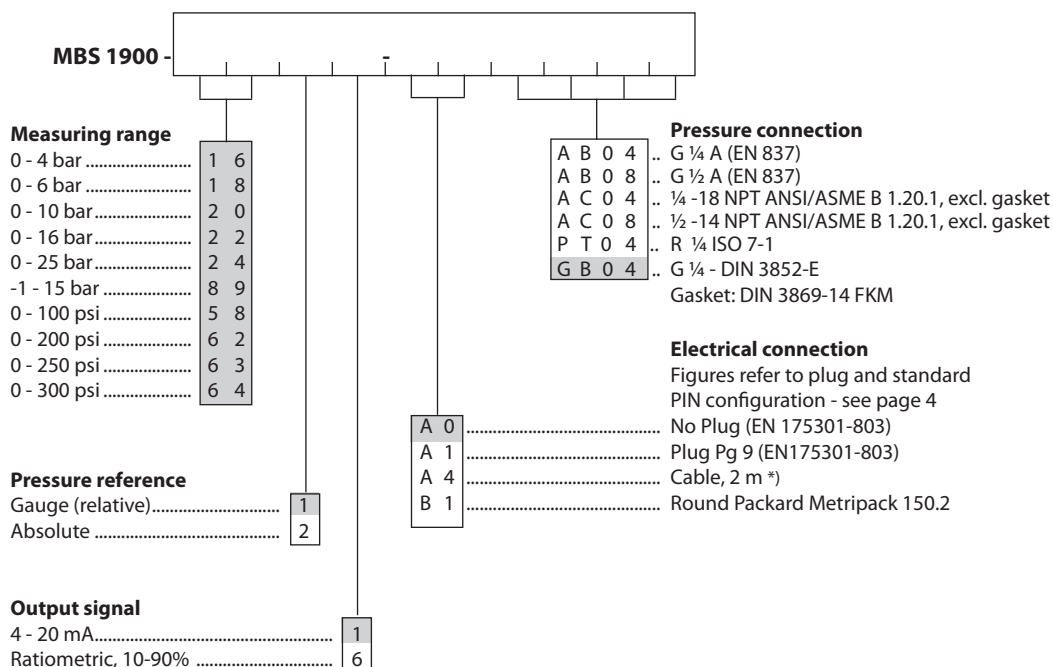 MBS 1900 - -
Measuring range
0 - 4 bar ...................... 1 6
0 - 6 bar ...................... 1 8
0 - 10 bar.................... 2 0
0 - 16 bar.................... 2 2
0 - 25 bar.................... 2 4
-1 - 15 bar .................. 8 9
0 - 100 psi .................. 5 8
0 - 200 psi .................. 6 2
0 - 250 psi .................. 6 3
0 - 300 psi .................. 6 4
Pressure connection
A B 0 4 .. G ¼ A (EN 837)
A B 0 8 .. G ½ A (EN 837)
A C 0 4 .. ¼ -18 NPT ANSI/ASME B 1.20.1, excl. gasket
A C 0 8 .. ½ -14 NPT ANSI/ASME B 1.20.1, excl. gasket
P T 0 4 .. R ¼ ISO 7-1
G B 0 4 .. G ¼ - DIN 3852-E
Gasket: DIN 3869-14 FKM
Electrical connection
Figures refer to plug and standard
PIN configuration - see page 4
A 0 .......................................... No Plug (EN 175301-803)
A 1 .......................................... Plug Pg 9 (EN175301-803)
A 4 .......................................... Cable, 2 m *)
B 1 .......................................... Round Packard Metripack 150.2
Pressure reference
Gauge (relative)............................ 1
Absolute ........................................ 2
Output signal
4 - 20 mA.................................................... 1
Ratiometric, 10-90% .............................. 6